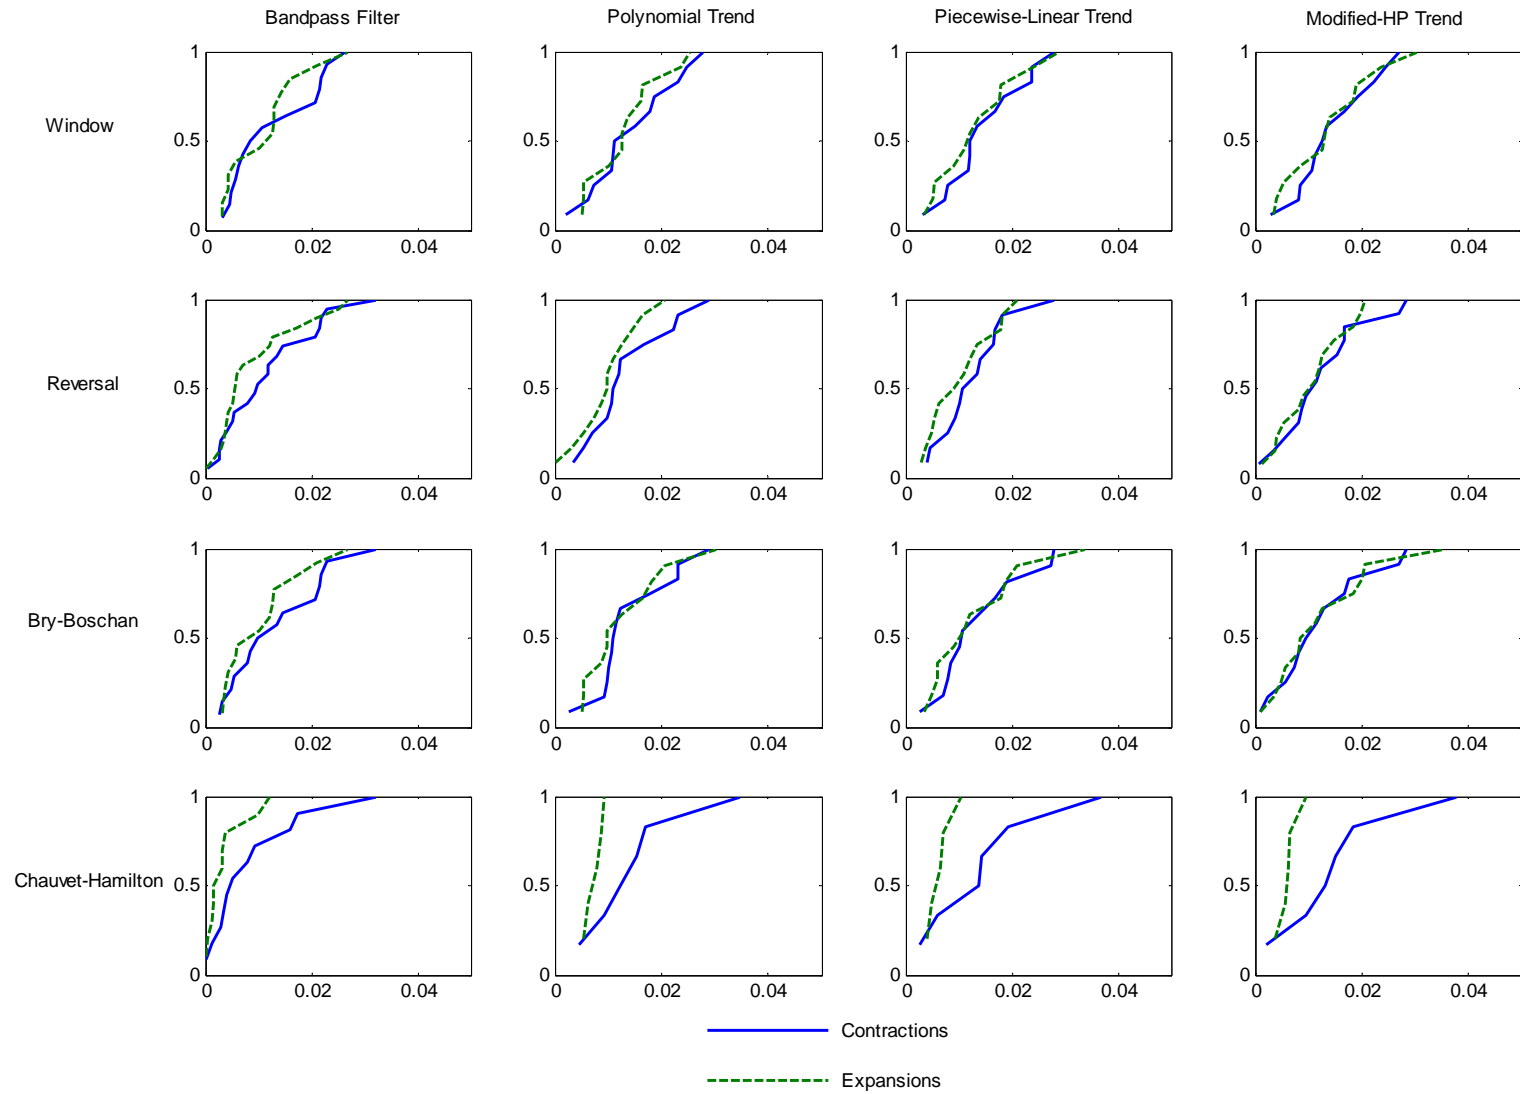 Bandpass Filter Polynomial Trend Piecewise-Linear Trend Modified-HP Trend
1 1 1 1
Window 0.5 0.5 0.5 0.5
0 0 0 0
0 0.02 0.04 0 0.02 0.04 0 0.02 0.04 0 0.02 0.04
1 1 1 1
Reversal 0.5 0.5 0.5 0.5
0 0 0 0
0 0.02 0.04 0 0.02 0.04 0 0.02 0.04 0 0.02 0.04
1 1 1 1
Bry-Boschan 0.5 0.5 0.5 0.5
0 0 0 0
0 0.02 0.04 0 0.02 0.04 0 0.02 0.04 0 0.02 0.04
1 1 1 1
Chauvet-Hamilton 0.5 0.5 0.5 0.5
0 0 0 0
0 0.02 0.04 0 0.02 0.04 0 0.02 0.04 0 0.02 0.04
Contractions
Expansions